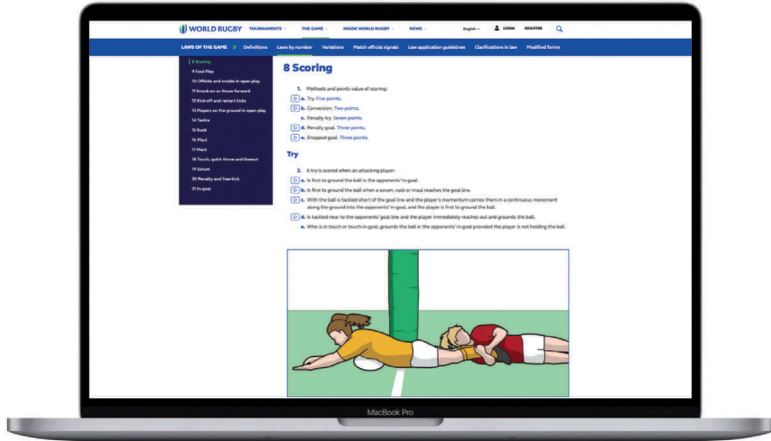 WORLD RUGBY TOURNAMENTS THE GAME INSIDE WORLD RUGBY NEWS English LOGIN REGISTER
LAWS OF THE GAME Definitions Laws by number Variations Match official signals Law application guidelines Clarifications in law Modified forms
8 Scoring
9 Foul Play
10 Offside and onside in open play
11 Knock-on or throw forward
12 Kick-off and restart kicks
13 Players on the ground in open play
14 Tackle
15 Ruck
16 Maul
17 Mark
18 Touch, quick throw and lineout
19 Scrum
20 Penalty and free-kick
21 In-goal
8 Scoring
1. Methods and points value of scoring:
a. Try. Five points.
b. Conversion. Two points.
c. Penalty try. Seven points.
d. Penalty goal. Three points.
e. Dropped goal. Three points.
Try
2. A try is scored when an attacking player:
a. Is first to ground the ball in the opponents' in-goal.
b. Is first to ground the ball when a scrum, ruck or maul reaches the goal line.
c. With the ball is tackled short of the goal line and the player's momentum carries them in a continuous movement
along the ground into the opponents' in-goal, and the player is first to ground the ball.
d. Is tackled near to the opponents' goal line and the player immediately reaches out and grounds the ball.
e. Who is in touch or touch-in-goal, grounds the ball in the opponents' in-goal provided the player is not holding the ball.
MacBook Pro